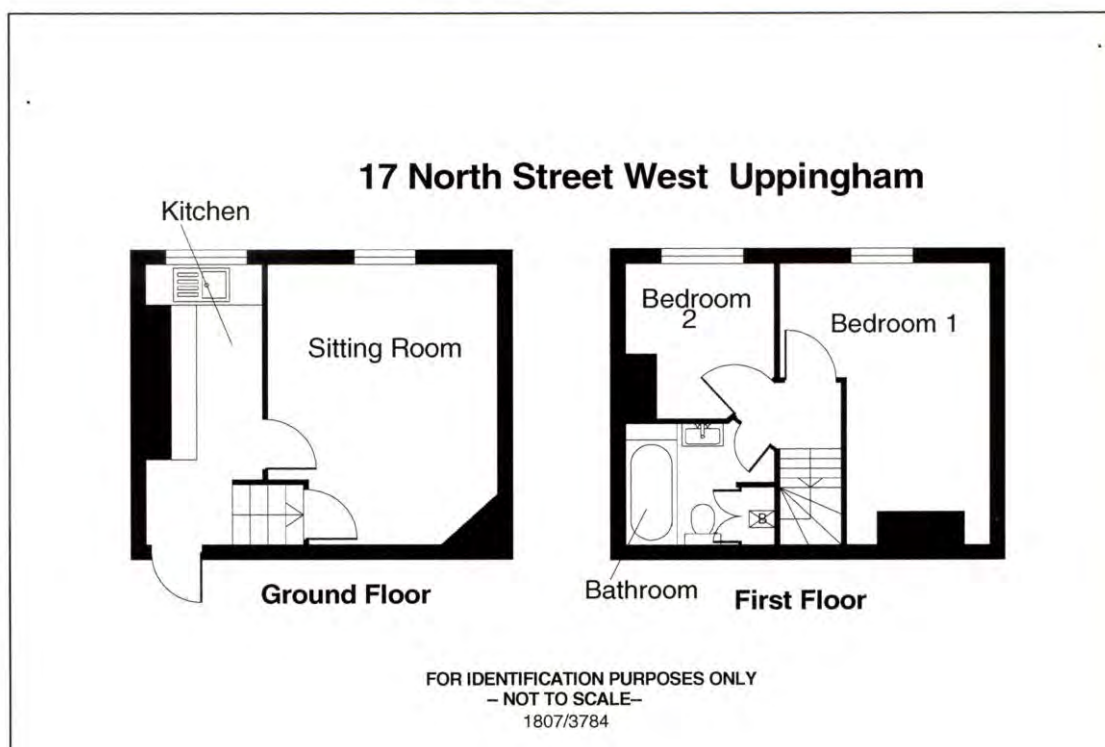 17 North Street West Uppingham
Kitchen
Sitting Room
Ground Floor
Bedroom
2
Bedroom 1
B
Bathroom
First Floor
FOR IDENTIFICATION PURPOSES ONLY
– NOT TO SCALE–
1807/3784